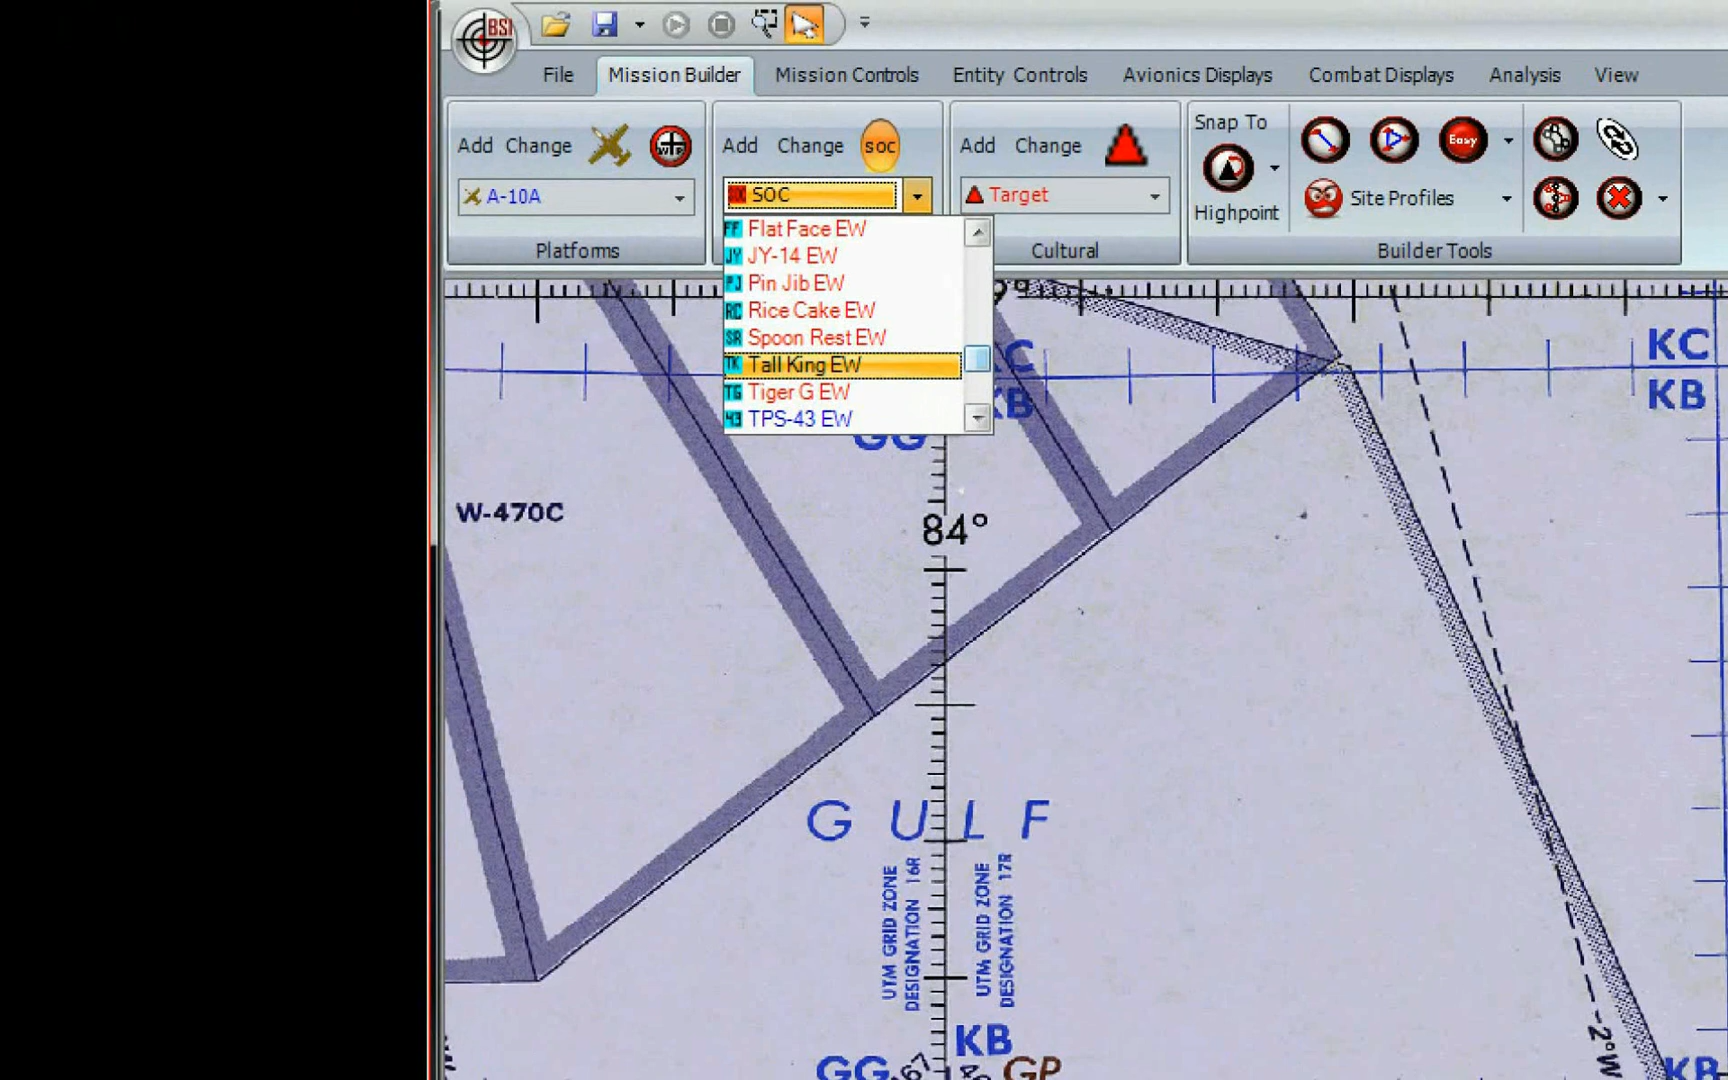 BSI
File Mission Builder Mission Controls Entity Controls Avionics Displays Combat Displays Analysis View
Add Change WTP
A-10A
Platforms
Add Change SOC
SOC
Flat Face EW
JY-14 EW
Pin Jib EW
Rice Cake EW
Spoon Rest EW
Tall King EW
Tiger G EW
TPS-43 EW
Add Change
Target
Cultural
Snap To
Highpoint
Easy
Site Profiles
Builder Tools
KC
KB
KC
KB
GG
W-470C
84°
GULF
UTM GRID ZONE
DESIGNATION 16R
UTM GRID ZONE
DESIGNATION 17R
KB
GG
67
GP
-2°W
KB